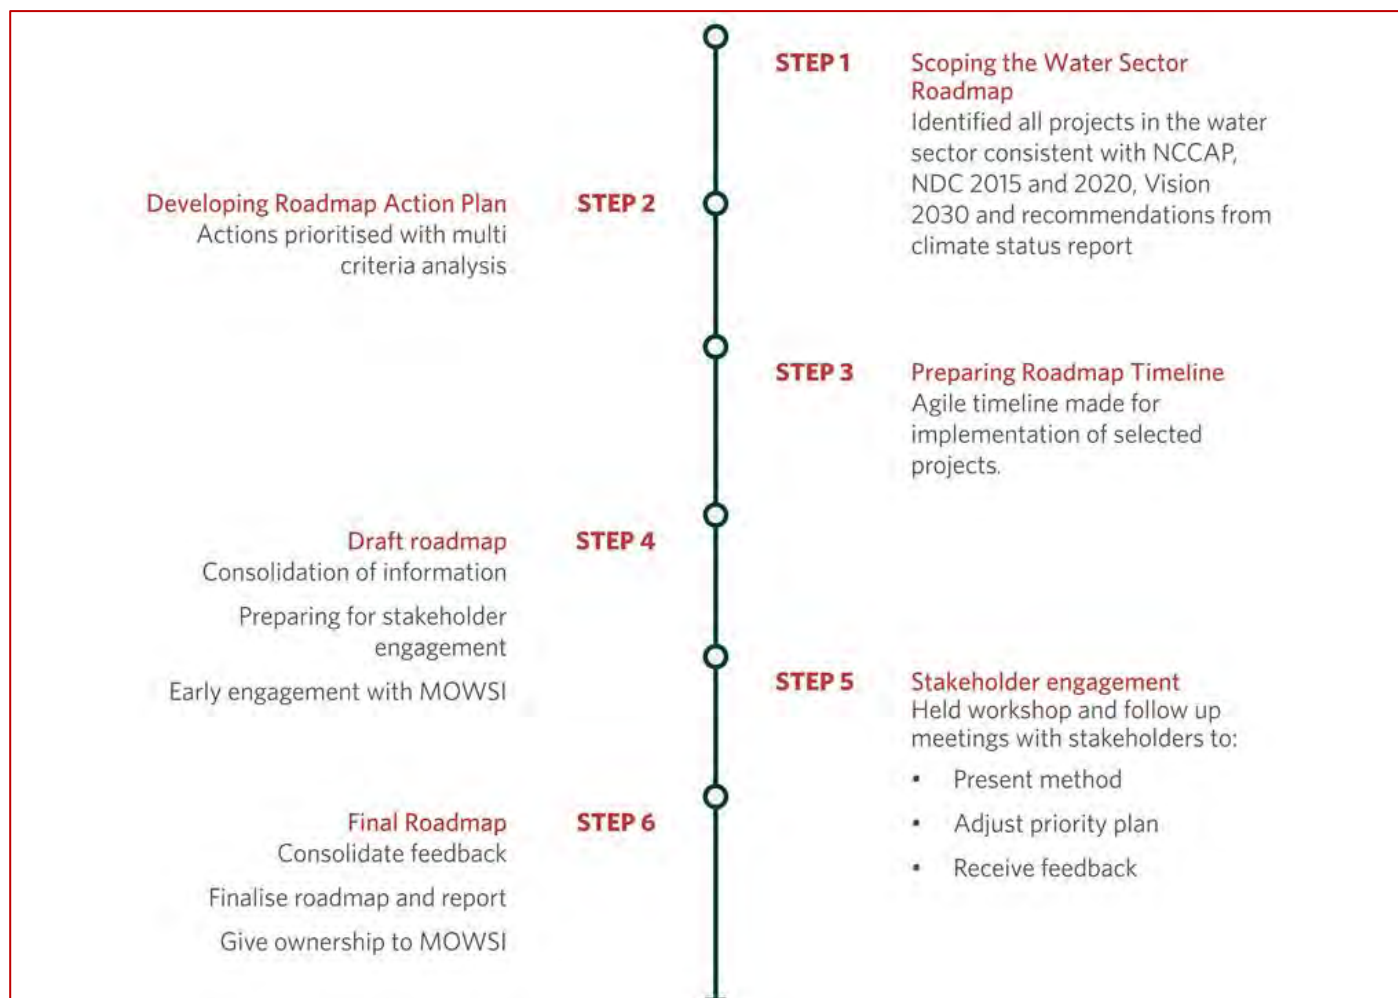 STEP 1
Scoping the Water Sector
Roadmap
Identified all projects in the water
sector consistent with NCCAP,
NDC 2015 and 2020, Vision
2030 and recommendations from
climate status report
Developing Roadmap Action Plan
STEP 2
Actions prioritised with multi
criteria analysis
STEP 3
Preparing Roadmap Timeline
Agile timeline made for
implementation of selected
projects.
Draft roadmap
STEP 4
Consolidation of information
Preparing for stakeholder
engagement
Early engagement with MOWSI
STEP 5
Stakeholder engagement
Held workshop and follow up
meetings with stakeholders to:
• Present method
• Adjust priority plan
• Receive feedback
Final Roadmap
STEP 6
Consolidate feedback
Finalise roadmap and report
Give ownership to MOWSI